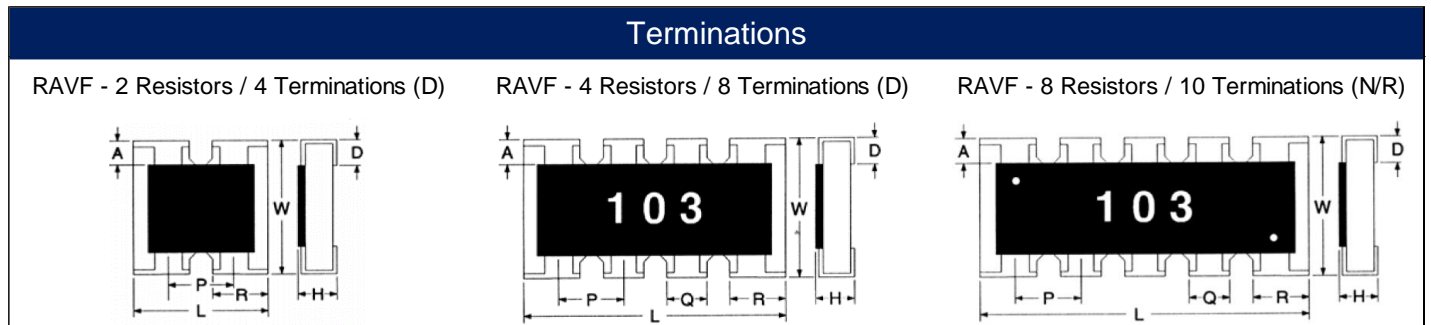 Terminations
RAVF - 2 Resistors / 4 Terminations (D)
RAVF - 4 Resistors / 8 Terminations (D)
RAVF - 8 Resistors / 10 Terminations (N/R)
A
D
W
P
R
H
L
A
D
103
W
P
Q
R
H
L
A
D
103
W
P
Q
R
H
L